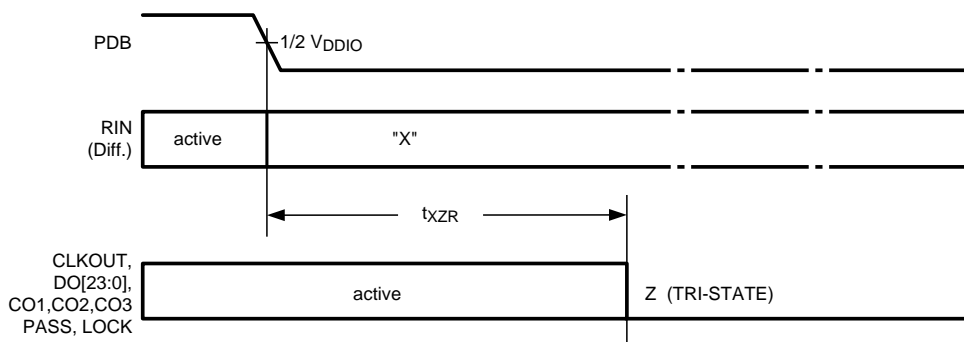 PDB
1/2 VDDIO
RIN
(Diff.)
active
"X"
tXZR
CLKOUT,
DO[23:0],
CO1,CO2,CO3
PASS, LOCK
active
Z (TRI-STATE)